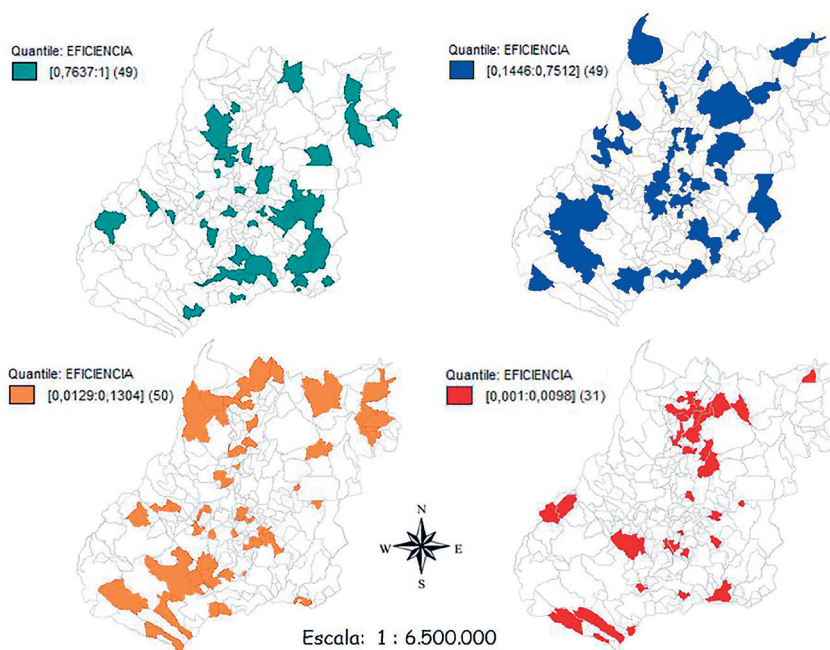 Quantile: EFICIENCIA
[0,7637:1] (49)
Quantile: EFICIENCIA
[0,1446:0,7512] (49)
Quantile: EFICIENCIA
[0,0129:0,1304] (50)
Quantile: EFICIENCIA
[0,001:0,0098] (31)
N
W E
S
Escala: 1 : 6.500.000